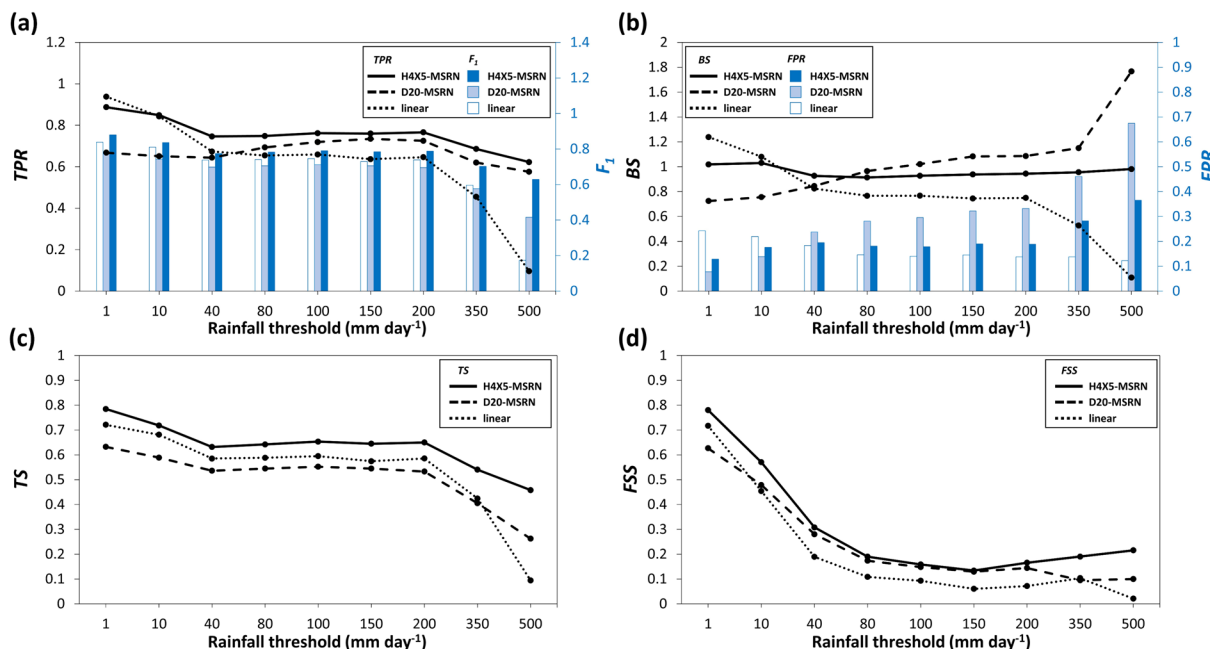 (a)
TPR
1.2
1
0.8
0.6
0.4
0.2
0
TPR F₁
H4X5-MSRN H4X5-MSRN
D20-MSRN D20-MSRN
linear linear
1.4
1.2
1
0.8
0.6
0.4
0.2
0
F₁
1 10 40 80 100 150 200 350 500
Rainfall threshold (mm day⁻¹)
(b)
BS
2
1.8
1.6
1.4
1.2
1
0.8
0.6
0.4
0.2
0
BS FPR
H4X5-MSRN H4X5-MSRN
D20-MSRN D20-MSRN
linear linear
1
0.9
0.8
0.7
0.6
0.5
0.4
0.3
0.2
0.1
0
FPR
1 10 40 80 100 150 200 350 500
Rainfall threshold (mm day⁻¹)
(c)
TS
1
0.9
0.8
0.7
0.6
0.5
0.4
0.3
0.2
0.1
0
TS
H4X5-MSRN
D20-MSRN
linear
1 10 40 80 100 150 200 350 500
Rainfall threshold (mm day⁻¹)
(d)
FSS
1
0.9
0.8
0.7
0.6
0.5
0.4
0.3
0.2
0.1
0
FSS
H4X5-MSRN
D20-MSRN
linear
1 10 40 80 100 150 200 350 500
Rainfall threshold (mm day⁻¹)